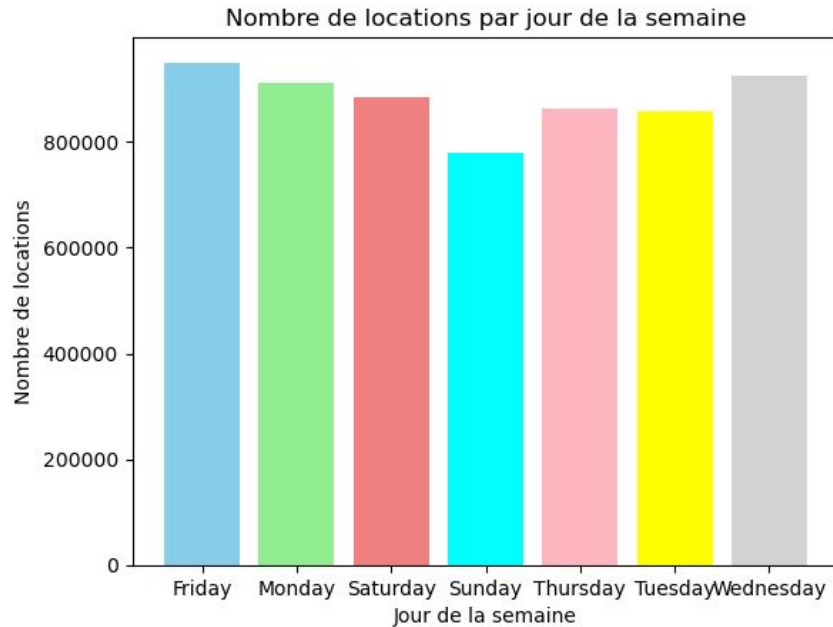 Nombre de locations par jour de la semaine
Nombre de locations
800000
600000
400000
200000
0
Friday Monday Saturday Sunday Thursday Tuesday Wednesday
Jour de la semaine